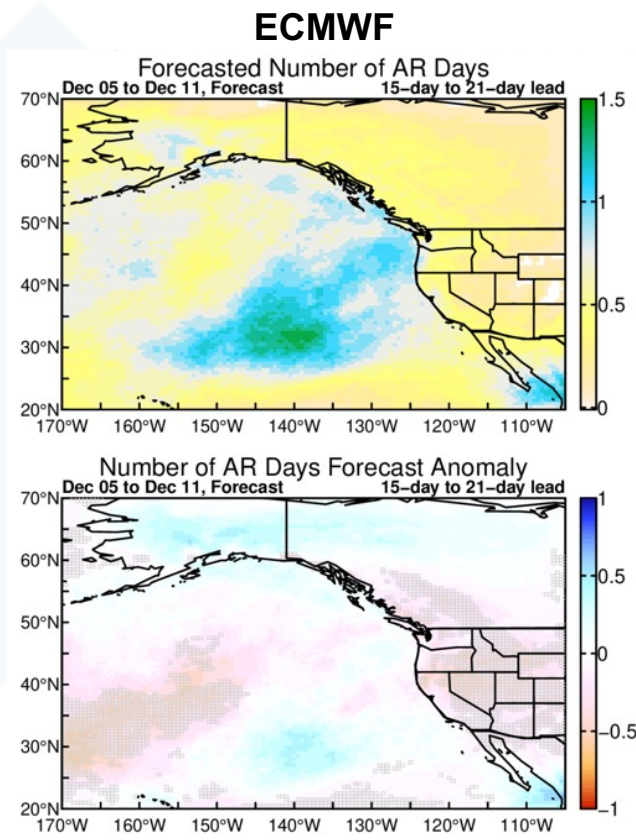 ECMWF
Forecasted Number of AR Days
Dec 05 to Dec 11, Forecast 15-day to 21-day lead
70°N
60°N
50°N
40°N
30°N
20°N
170°W 160°W 150°W 140°W 130°W 120°W 110°W
1.5
1
0.5
0
Number of AR Days Forecast Anomaly
Dec 05 to Dec 11, Forecast 15-day to 21-day lead
70°N
60°N
50°N
40°N
30°N
20°N
170°W 160°W 150°W 140°W 130°W 120°W 110°W
1
0.5
0
-0.5
-1